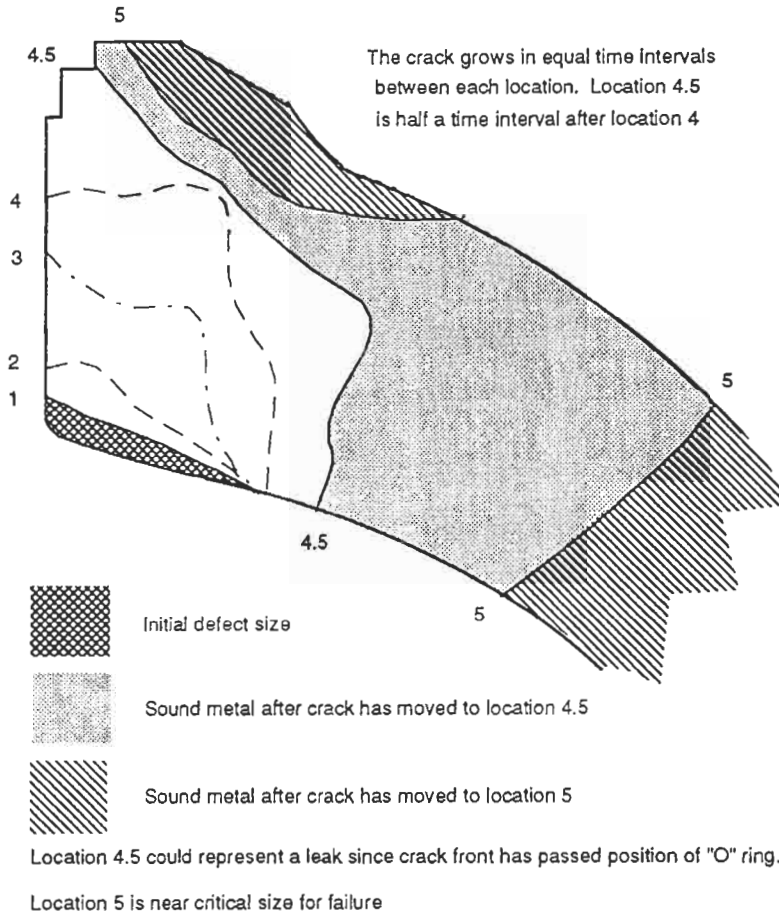 5
4.5
The crack grows in equal time intervals
between each location. Location 4.5
is half a time interval after location 4
4
3
2
1
5
4.5
5
Initial defect size
Sound metal after crack has moved to location 4.5
Sound metal after crack has moved to location 5
Location 4.5 could represent a leak since crack front has passed position of "O" ring.
Location 5 is near critical size for failure